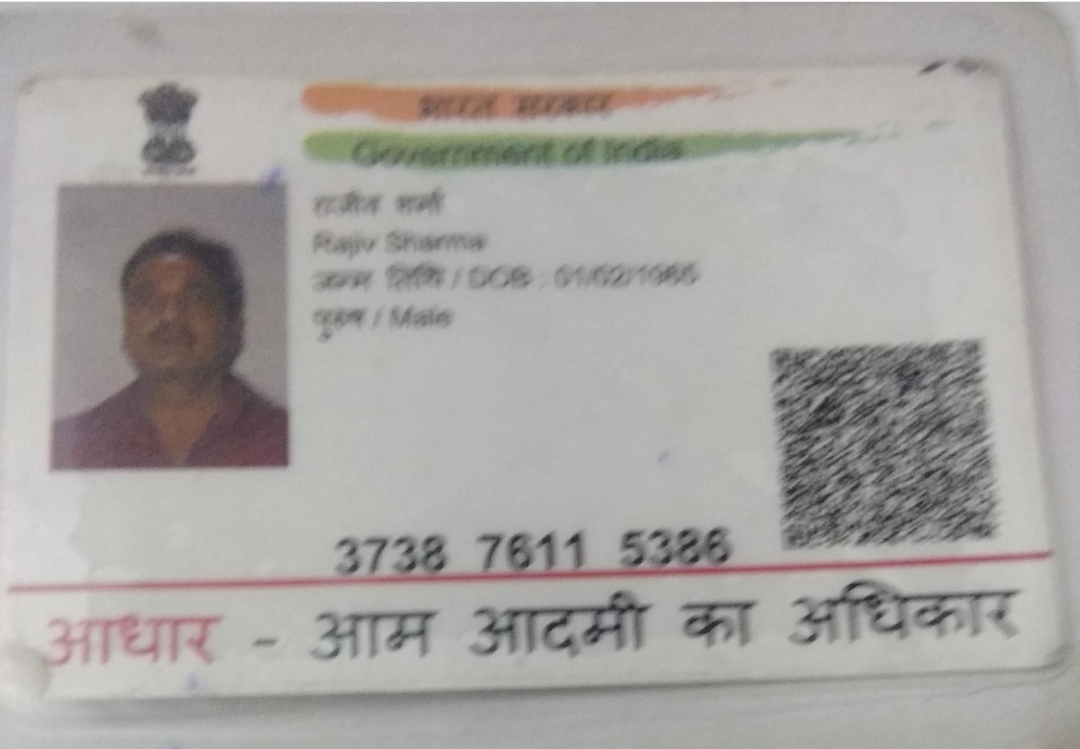 भारत सरकार
Government of India
राजीव शर्मा
Rajiv Sharma
जन्म तिथि / DOB : 01/02/1965
पुरुष / Male
3738 7611 5386
आधार - आम आदमी का अधिकार